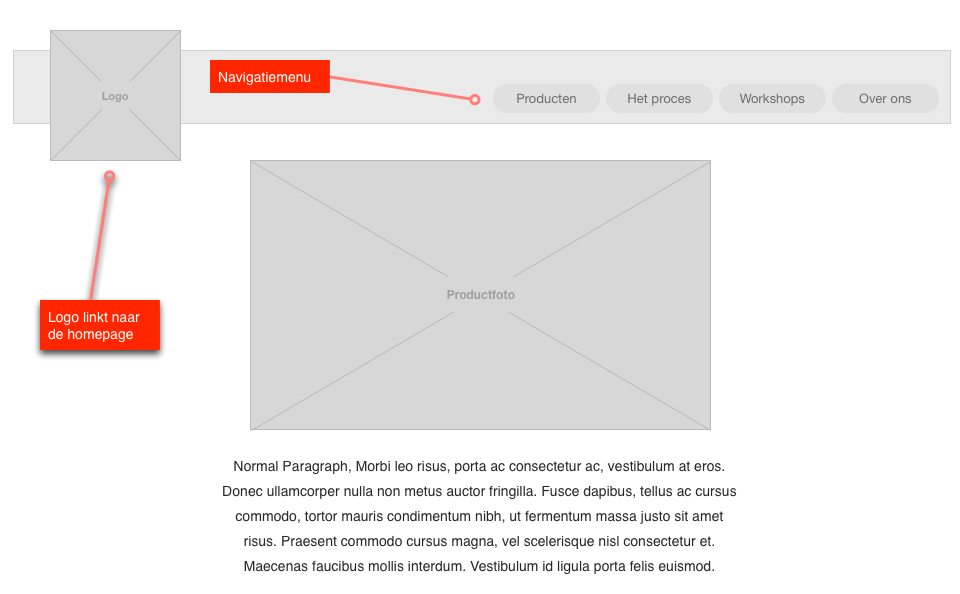 Logo
Navigatiemenu
Producten
Het proces
Workshops
Over ons
Logo linkt naar
de homepage
Productfoto
Normal Paragraph, Morbi leo risus, porta ac consectetur ac, vestibulum at eros.
Donec ullamcorper nulla non metus auctor fringilla. Fusce dapibus, tellus ac cursus
commodo, tortor mauris condimentum nibh, ut fermentum massa justo sit amet
risus. Praesent commodo cursus magna, vel scelerisque nisl consectetur et.
Maecenas faucibus mollis interdum. Vestibulum id ligula porta felis euismod.